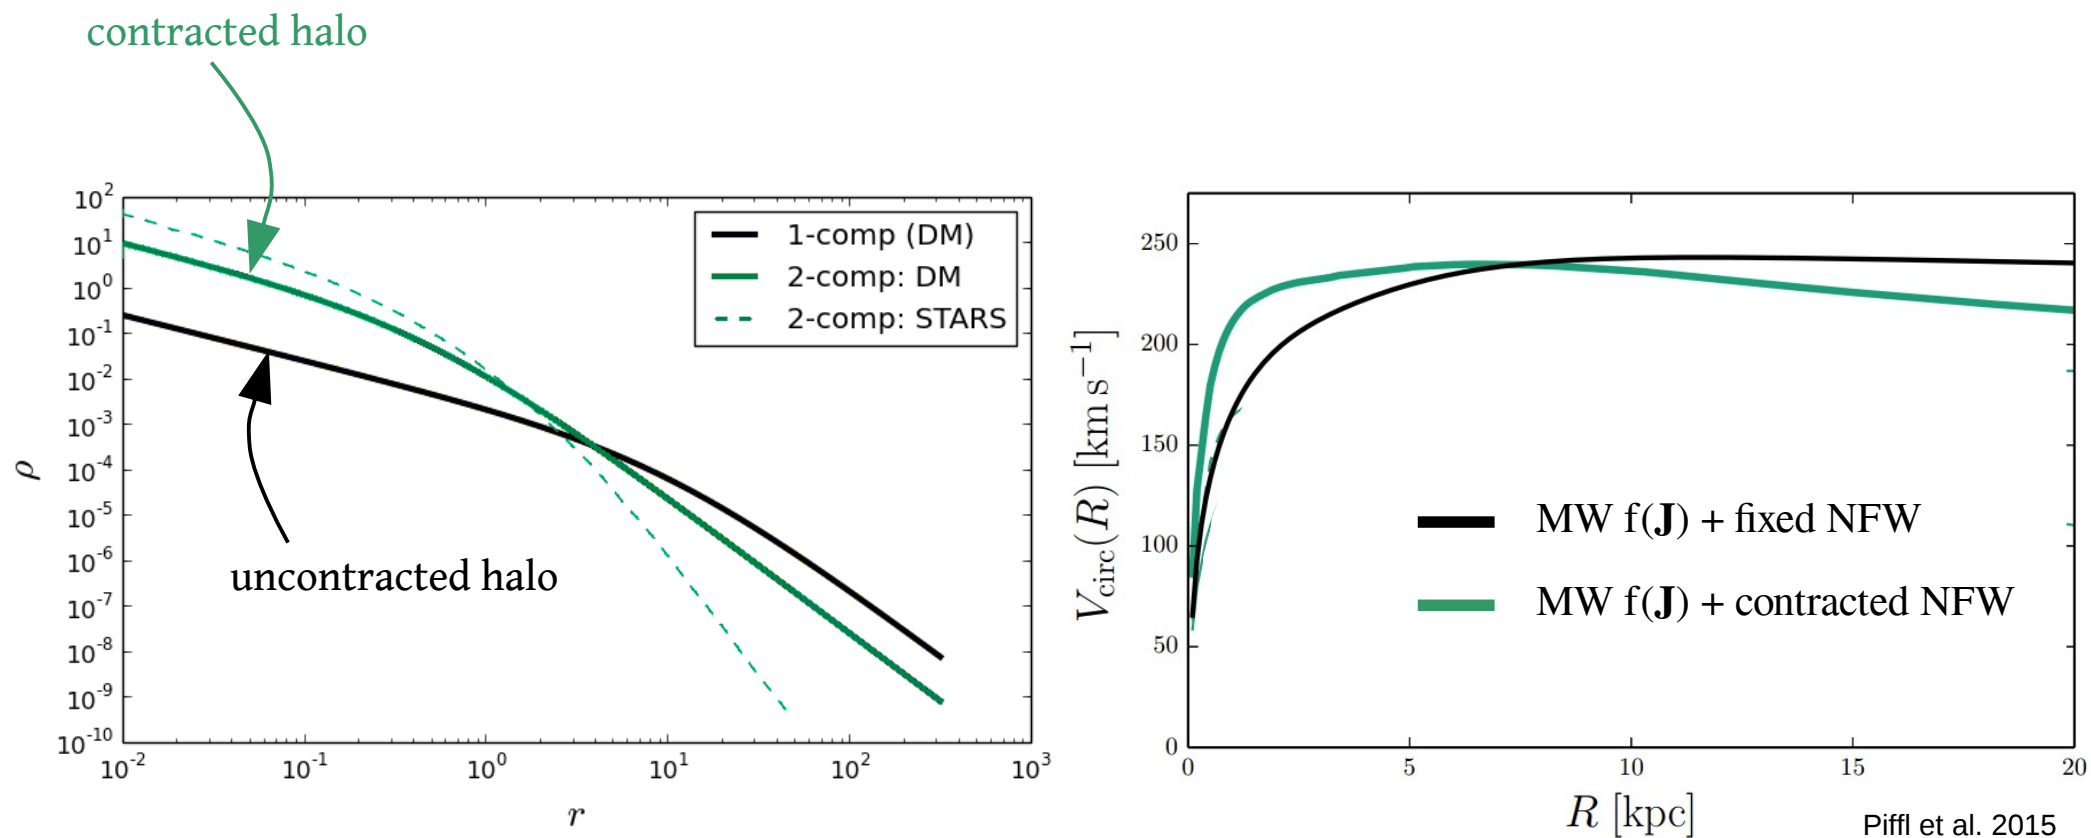 contracted halo
10^2
10^1
10^0
10^-1
10^-2
10^-3
10^-4
10^-5
10^-6
10^-7
10^-8
10^-9
10^-10
ρ
1-comp (DM)
2-comp: DM
2-comp: STARS
uncontracted halo
10^-2 10^-1 10^0 10^1 10^2 10^3
r
V_circ(R) [km s^−1]
250
200
150
100
50
0
MW f(J) + fixed NFW
MW f(J) + contracted NFW
0 5 10 15 20
R [kpc]
Piffl et al. 2015